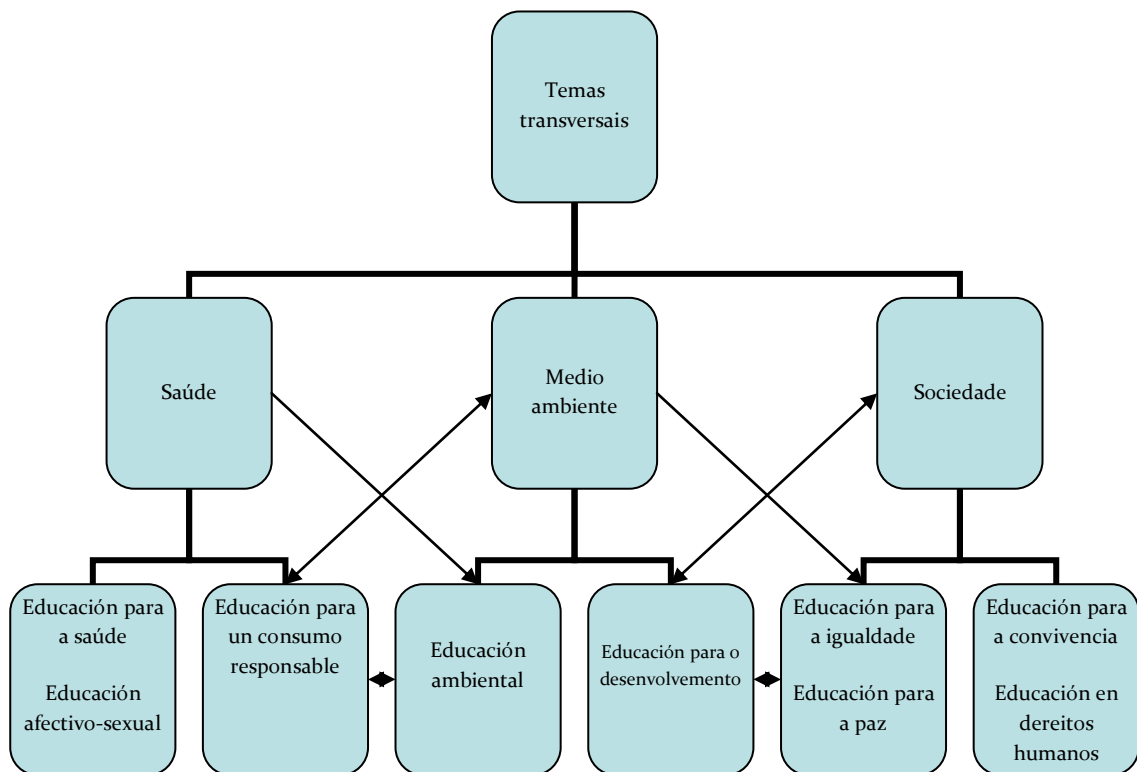 Temas
transversais
Saúde
Medio
ambiente
Sociedade
Educación para
a saúde
Educación
afectivo-sexual
Educación para
un consumo
responsable
Educación
ambiental
Educación para o
desenvolvemento
Educación para
a igualdade
Educación para
a paz
Educación para
a convivencia
Educación en
dereitos
humanos